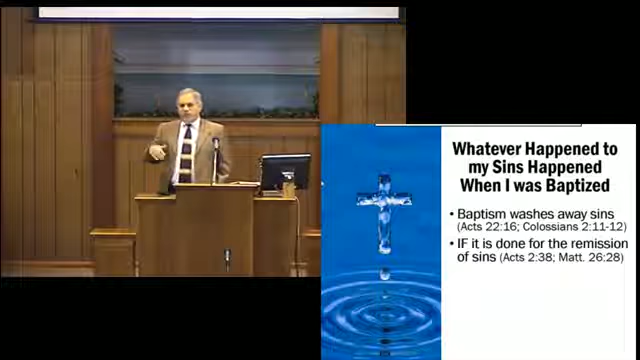 Whatever Happened to
my Sins Happened
When I was Baptized
• Baptism washes away sins
(Acts 22:16; Colossians 2:11-12)
• IF it is done for the remission
of sins (Acts 2:38; Matt. 26:28)